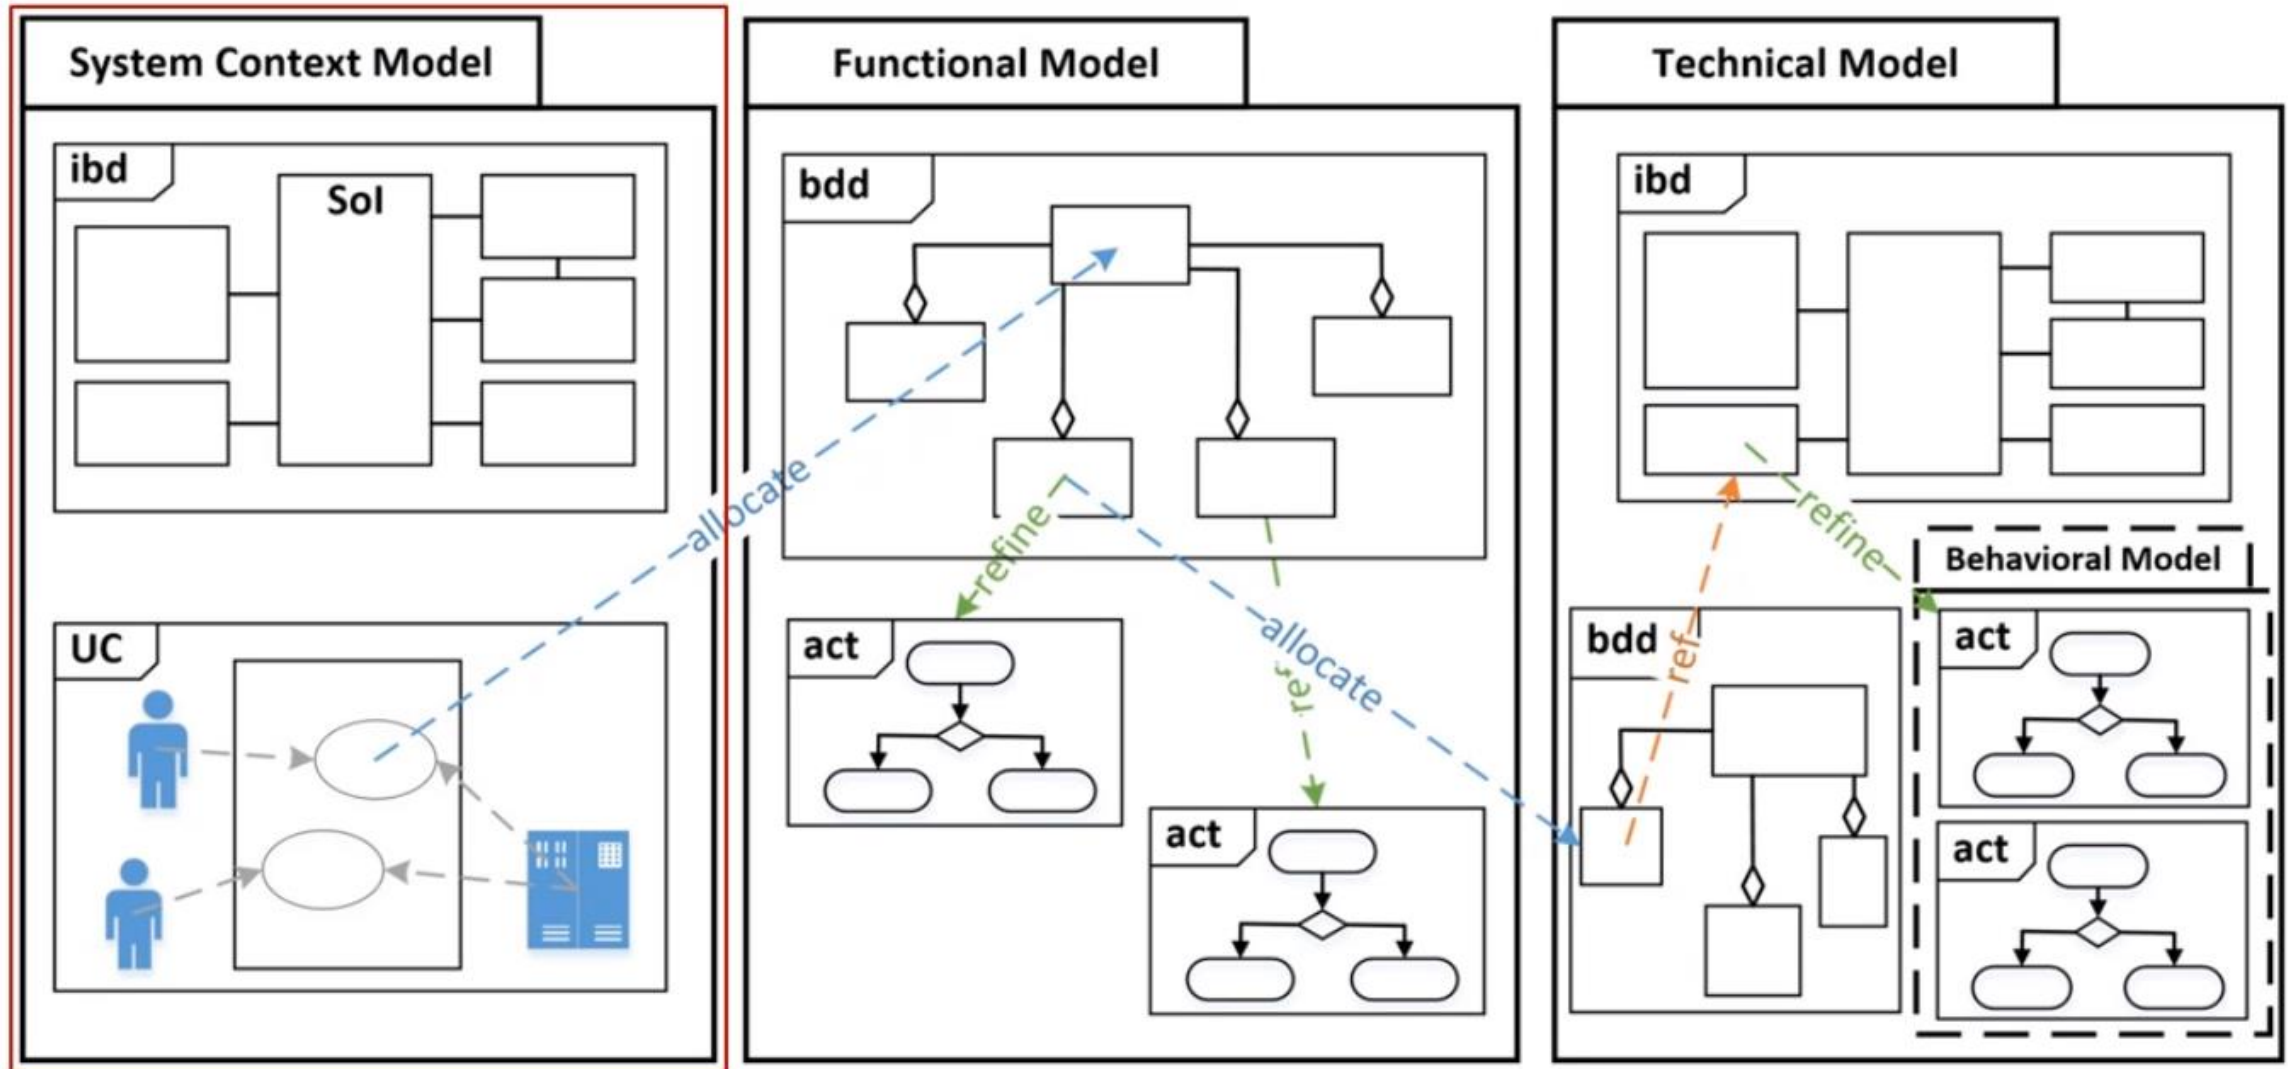 System Context Model
ibd
SoI
UC
allocate
Functional Model
bdd
refine
allocate
re
act
act
Technical Model
ibd
refine
Behavioral Model
bdd
ref
act
act